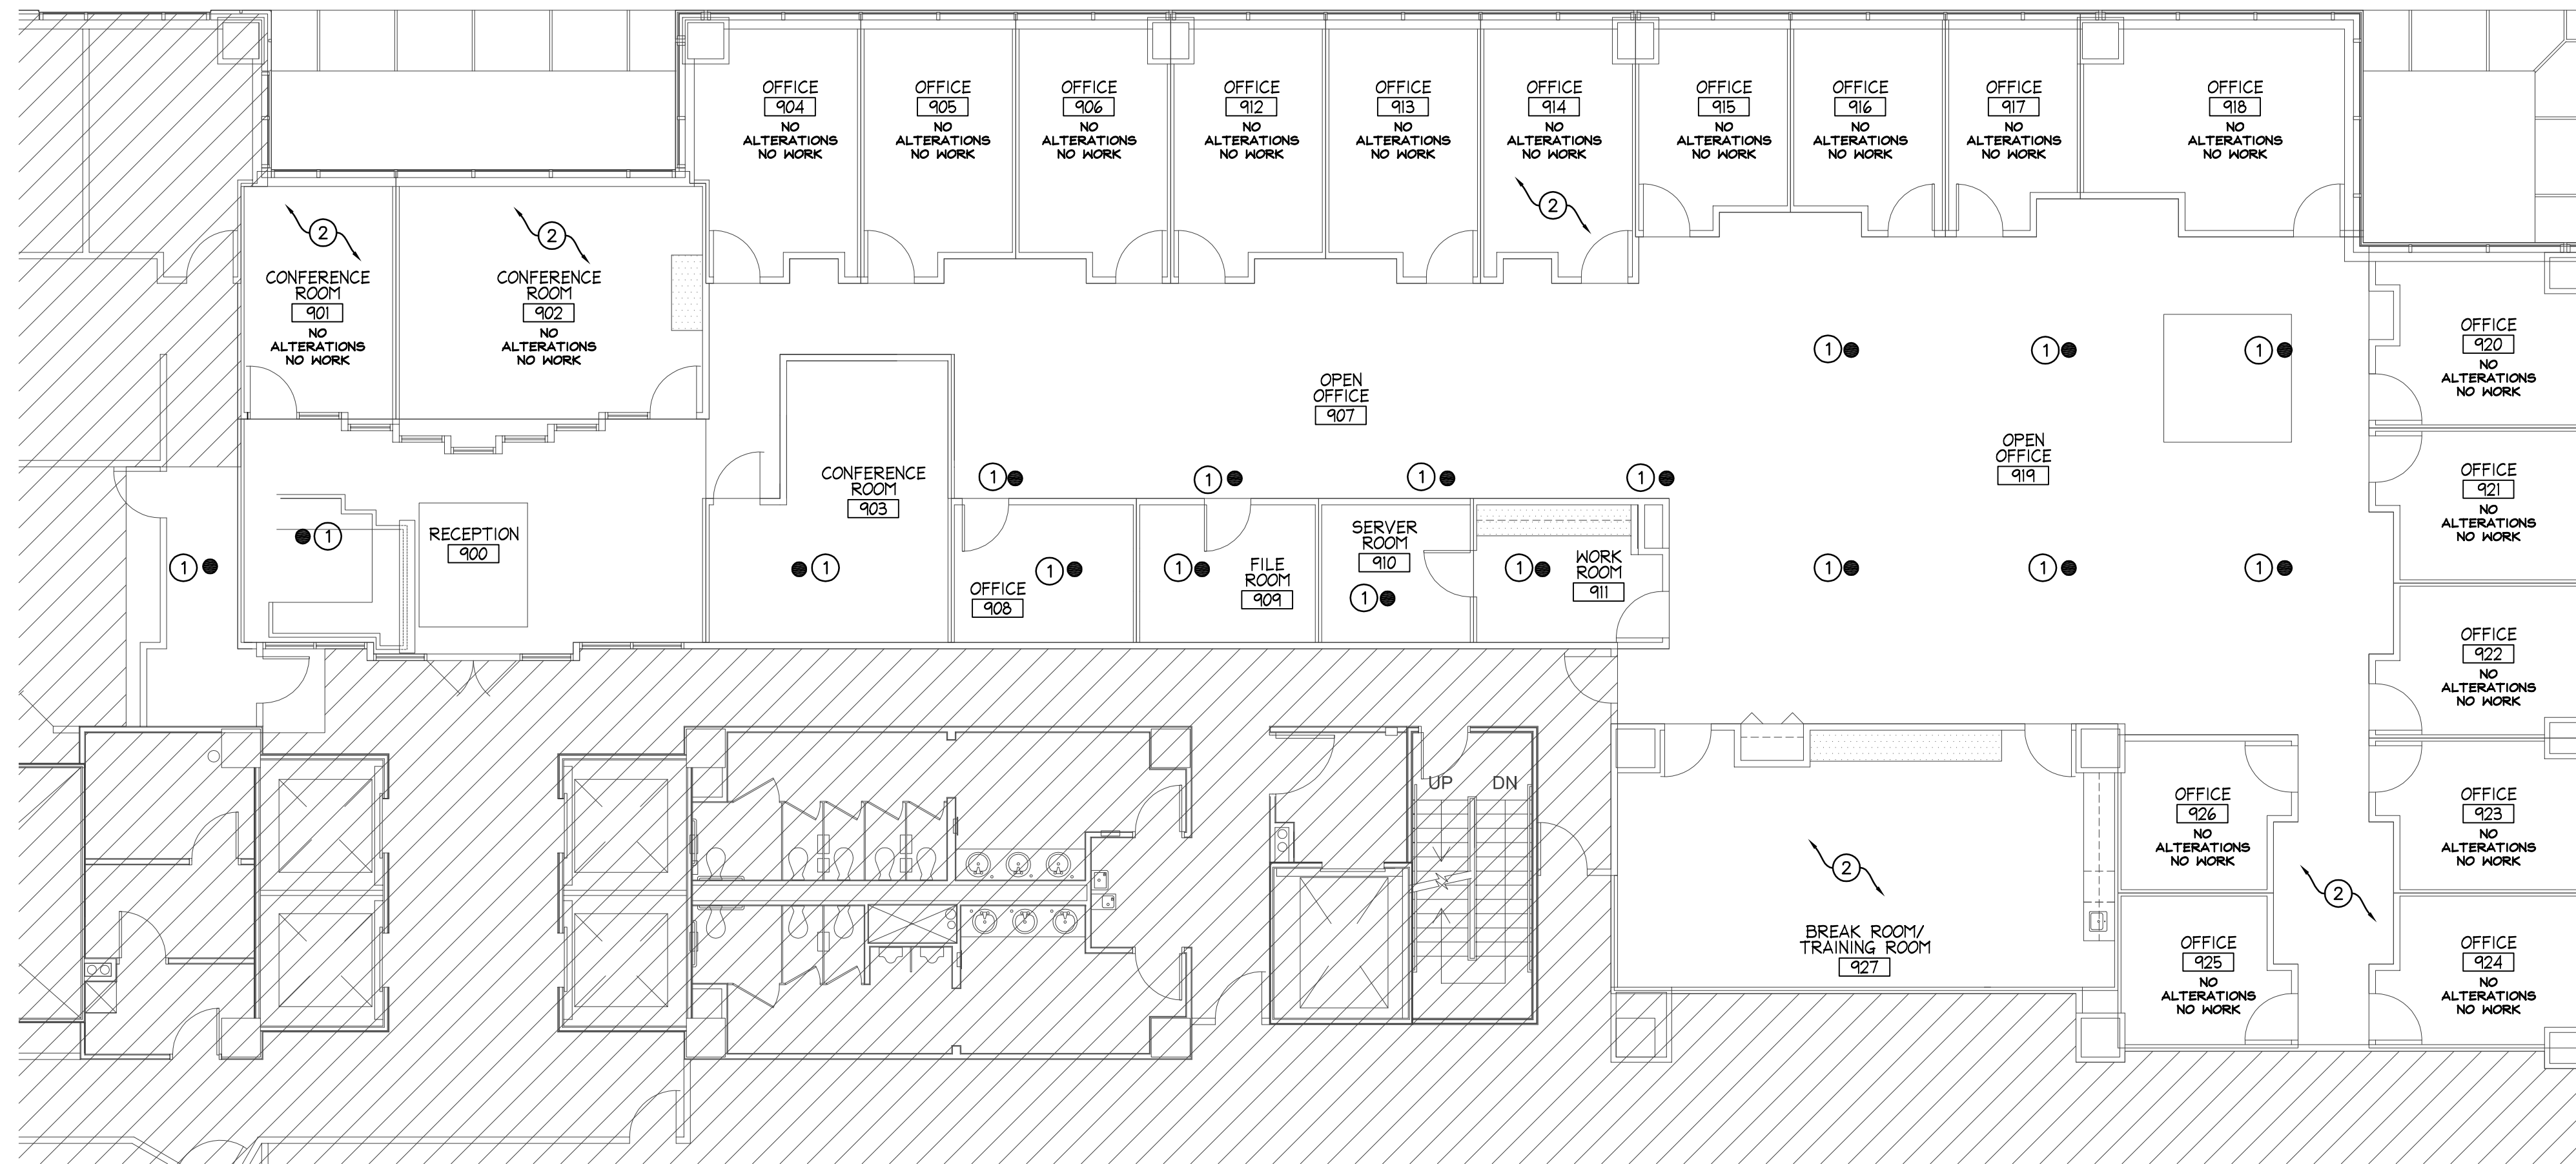 OFFICE
904
NO
ALTERATIONS
NO WORK
OFFICE
905
NO
ALTERATIONS
NO WORK
OFFICE
906
NO
ALTERATIONS
NO WORK
OFFICE
912
NO
ALTERATIONS
NO WORK
OFFICE
913
NO
ALTERATIONS
NO WORK
OFFICE
914
NO
ALTERATIONS
NO WORK
2
OFFICE
915
NO
ALTERATIONS
NO WORK
OFFICE
916
NO
ALTERATIONS
NO WORK
OFFICE
917
NO
ALTERATIONS
NO WORK
OFFICE
918
NO
ALTERATIONS
NO WORK
2
CONFERENCE
ROOM
901
NO
ALTERATIONS
NO WORK
2
CONFERENCE
ROOM
902
NO
ALTERATIONS
NO WORK
OPEN
OFFICE
907
1
1
1
OFFICE
920
NO
ALTERATIONS
NO WORK
OPEN
OFFICE
919
OFFICE
921
NO
ALTERATIONS
NO WORK
1
1
1
1
CONFERENCE
ROOM
903
1
RECEPTION
900
1
1
1
OFFICE
908
1
FILE
ROOM
909
SERVER
ROOM
910
1
1
WORK
ROOM
911
1
1
1
OFFICE
922
NO
ALTERATIONS
NO WORK
UP
DN
2
BREAK ROOM/
TRAINING ROOM
927
OFFICE
926
NO
ALTERATIONS
NO WORK
OFFICE
923
NO
ALTERATIONS
NO WORK
2
OFFICE
925
NO
ALTERATIONS
NO WORK
OFFICE
924
NO
ALTERATIONS
NO WORK